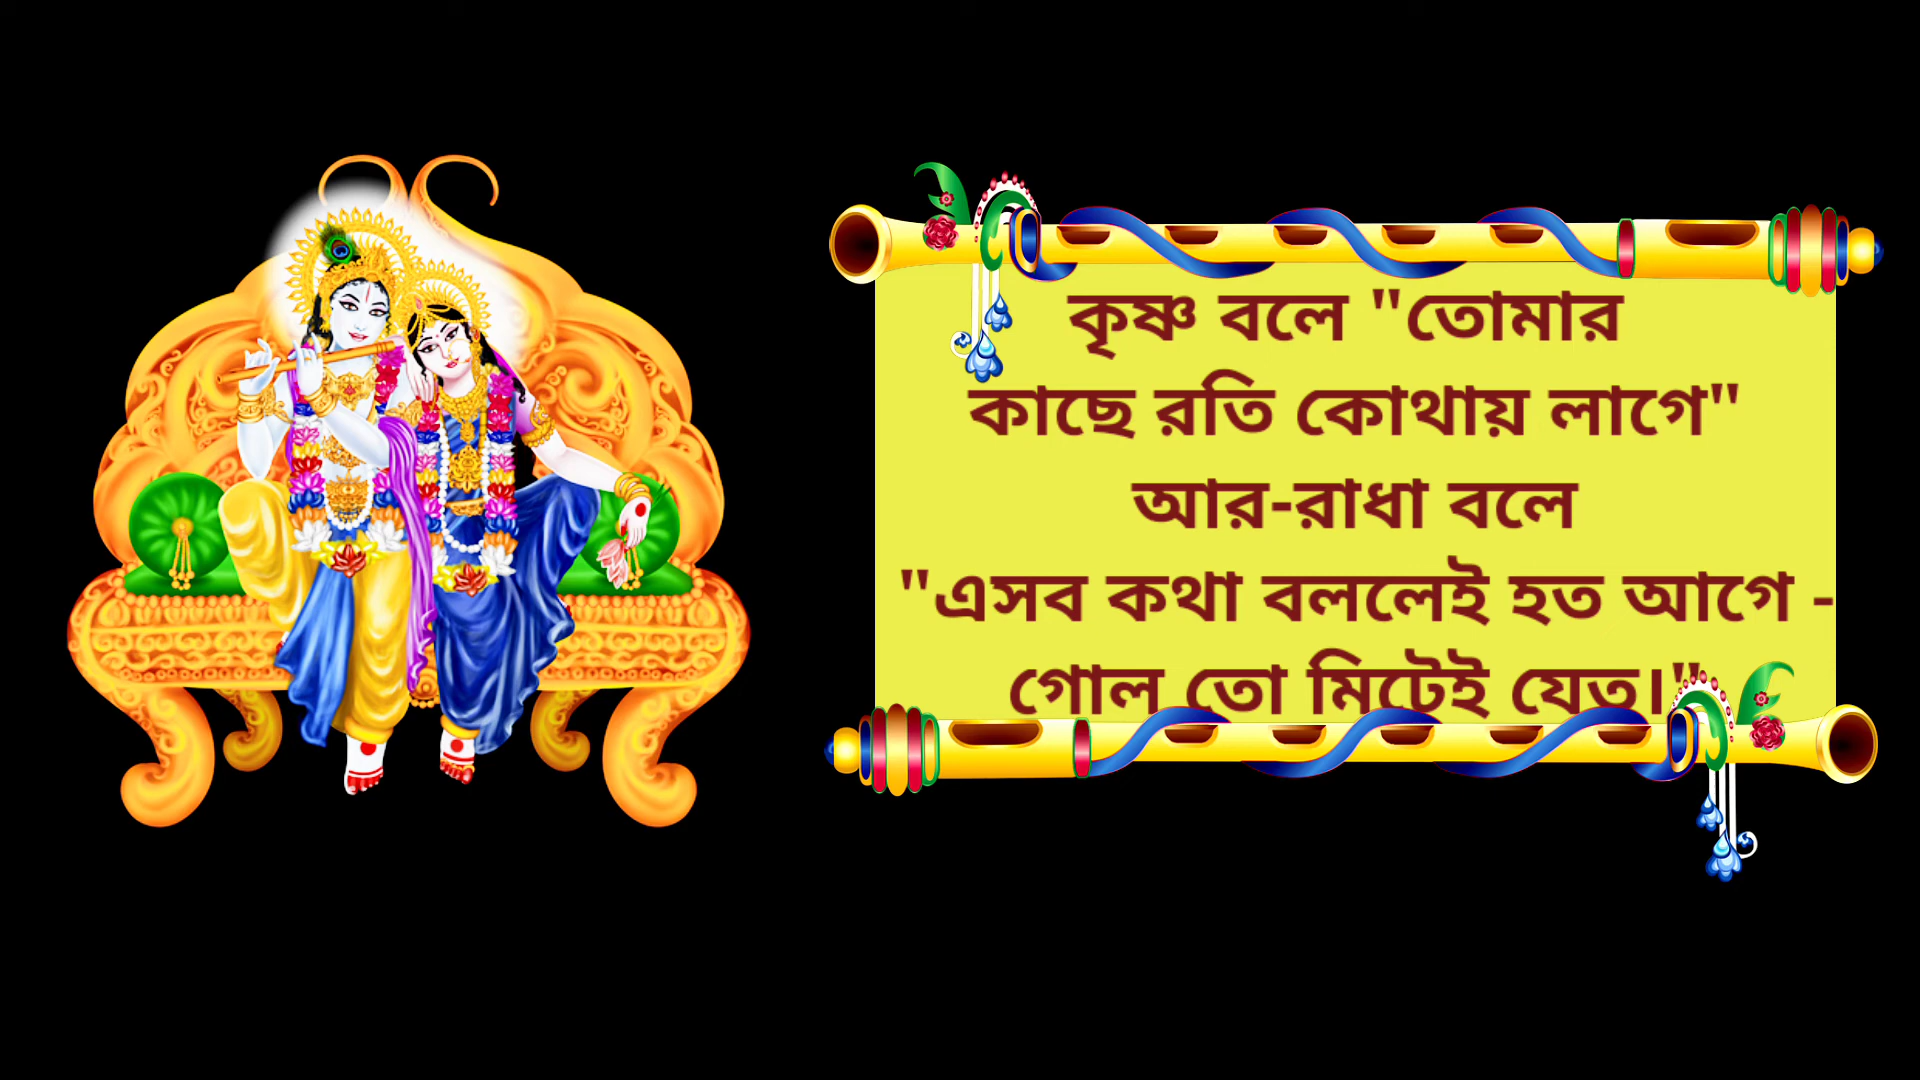 কৃষ্ণ বলে "তোমার
কাছে রতি কোথায় লাগে"
আর-রাধা বলে
"এসব কথা বললেই হত আগে -
গোল তো মিটেই যেত।"